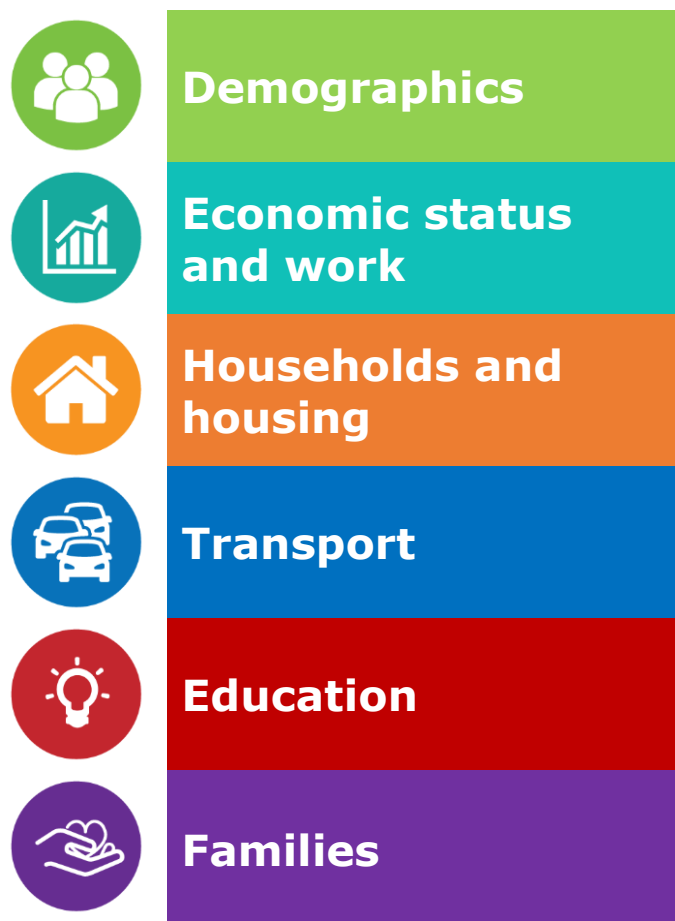 Demographics
Economic status
and work
Households and
housing
Transport
Education
Families